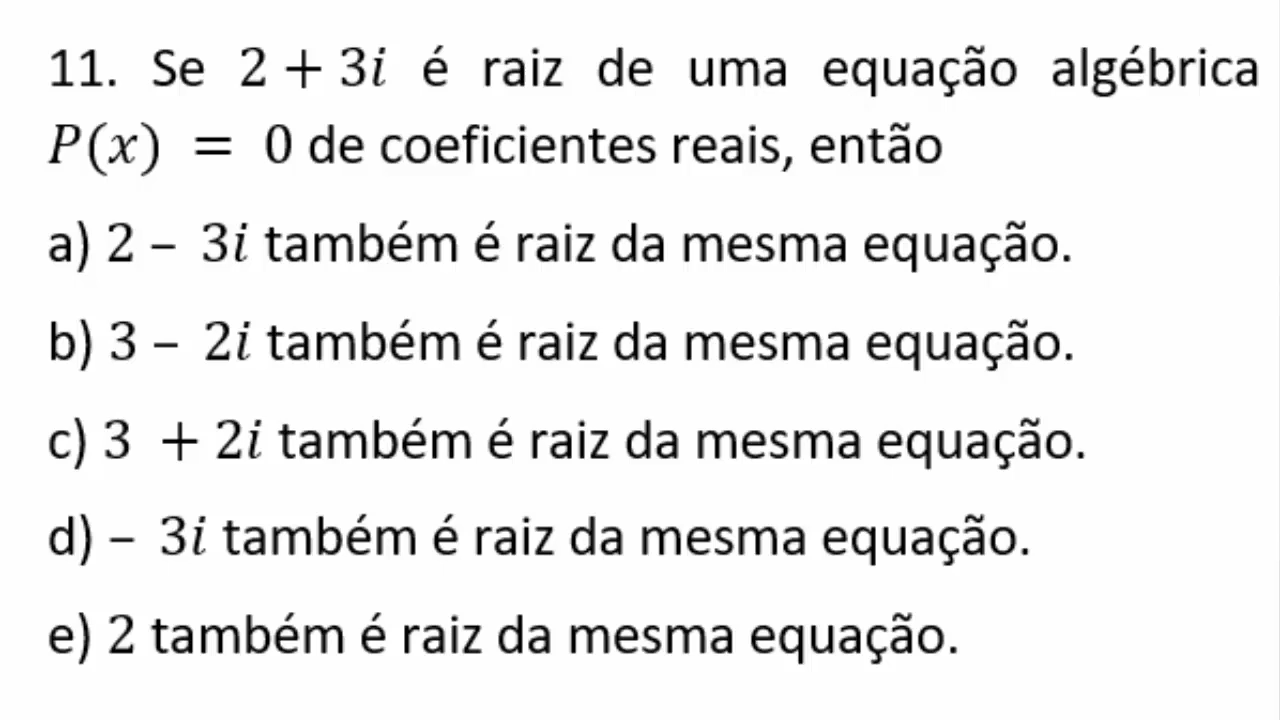 11. Se 2 + 3i é raiz de uma equação algébrica
P(x) = 0 de coeficientes reais, então
a) 2 – 3i também é raiz da mesma equação.
b) 3 – 2i também é raiz da mesma equação.
c) 3 + 2i também é raiz da mesma equação.
d) – 3i também é raiz da mesma equação.
e) 2 também é raiz da mesma equação.